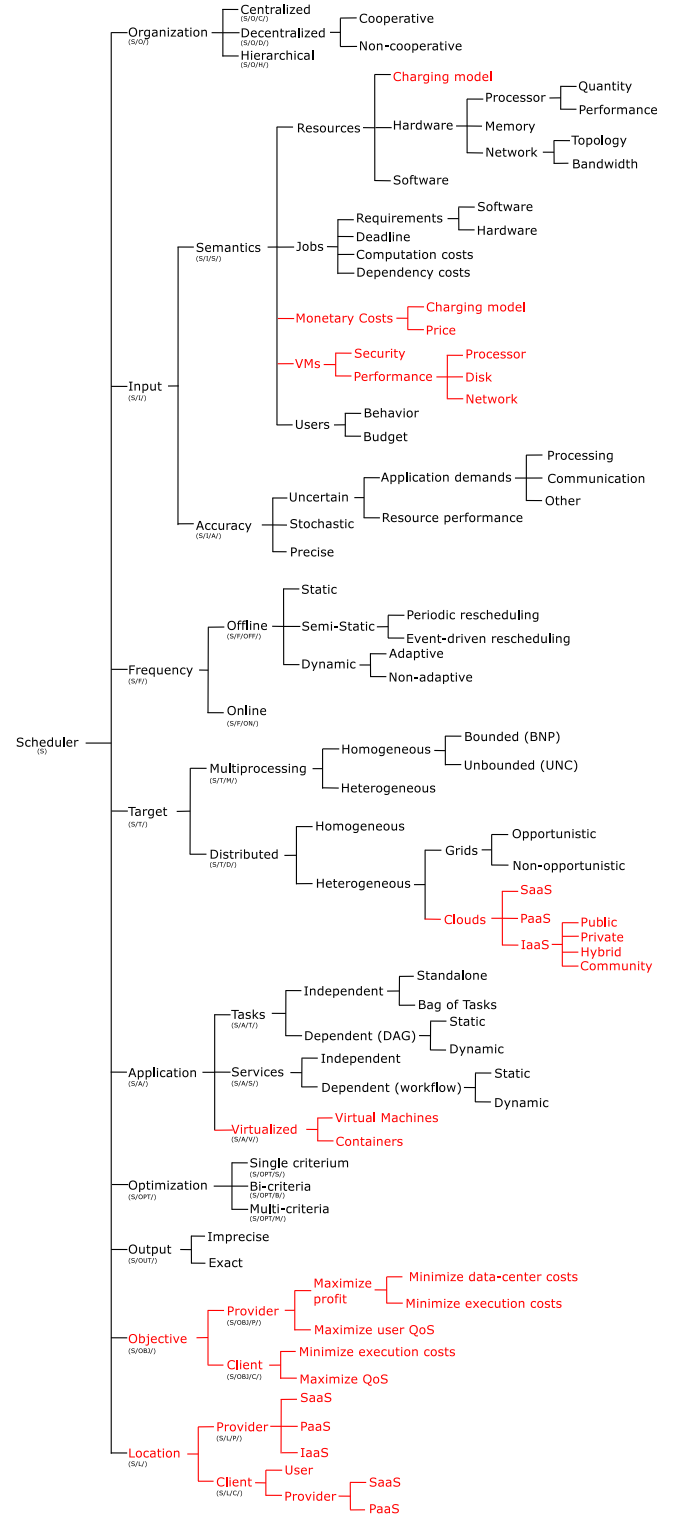 Centralized
(S/O/C/)
Organization
(S/O/)
Decentralized
(S/O/D/)
Cooperative
Non-cooperative
Hierarchical
(S/O/H/)
Charging model
Resources
Hardware
Processor
Quantity
Performance
Memory
Network
Topology
Bandwidth
Software
Semantics
(S/I/S/)
Jobs
Requirements
Software
Hardware
Deadline
Computation costs
Dependency costs
Monetary Costs
Charging model
Price
VMs
Security
Performance
Processor
Disk
Network
Input
(S/I/)
Users
Behavior
Budget
Accuracy
(S/I/A/)
Uncertain
Application demands
Processing
Communication
Other
Resource performance
Stochastic
Precise
Frequency
(S/F/)
Offline
(S/F/OFF/)
Static
Semi-Static
Periodic rescheduling
Event-driven rescheduling
Dynamic
Adaptive
Non-adaptive
Online
(S/F/ON/)
Scheduler
(S)
Target
(S/T/)
Multiprocessing
(S/T/M/)
Homogeneous
Bounded (BNP)
Unbounded (UNC)
Heterogeneous
Distributed
(S/T/D/)
Homogeneous
Heterogeneous
Grids
Opportunistic
Non-opportunistic
Clouds
SaaS
PaaS
IaaS
Public
Private
Hybrid
Community
Application
(S/A/)
Tasks
(S/A/T/)
Independent
Standalone
Bag of Tasks
Dependent (DAG)
Static
Dynamic
Services
(S/A/S/)
Independent
Dependent (workflow)
Static
Dynamic
Virtualized
(S/A/V/)
Virtual Machines
Containers
Optimization
(S/OPT/)
Single criterium
(S/OPT/S/)
Bi-criteria
(S/OPT/B/)
Multi-criteria
(S/OPT/M/)
Output
(S/OUT/)
Imprecise
Exact
Objective
(S/OBJ/)
Provider
(S/OBJ/P/)
Maximize
profit
Minimize data-center costs
Minimize execution costs
Maximize user QoS
Client
(S/OBJ/C/)
Minimize execution costs
Maximize QoS
Location
(S/L/)
Provider
(S/L/P/)
SaaS
PaaS
IaaS
Client
(S/L/C/)
User
Provider
SaaS
PaaS